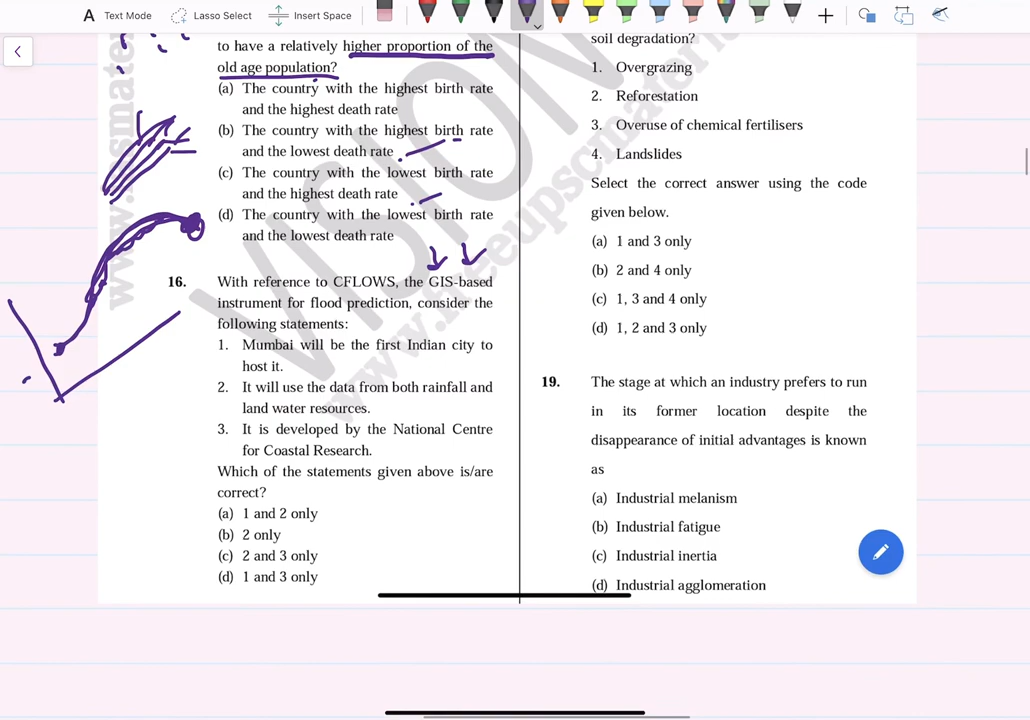 A Text Mode
Lasso Select
Insert Space
to have a relatively higher proportion of the
old age population?
(a) The country with the highest birth rate
and the highest death rate
(b) The country with the highest birth rate
and the lowest death rate
(c) The country with the lowest birth rate
and the highest death rate
(d) The country with the lowest birth rate
and the lowest death rate
16. With reference to CFLOWS, the GIS-based
instrument for flood prediction, consider the
following statements:
1. Mumbai will be the first Indian city to
host it.
2. It will use the data from both rainfall and
land water resources.
3. It is developed by the National Centre
for Coastal Research.
Which of the statements given above is/are
correct?
(a) 1 and 2 only
(b) 2 only
(c) 2 and 3 only
(d) 1 and 3 only
soil degradation?
1. Overgrazing
2. Reforestation
3. Overuse of chemical fertilisers
4. Landslides
Select the correct answer using the code
given below.
(a) 1 and 3 only
(b) 2 and 4 only
(c) 1, 3 and 4 only
(d) 1, 2 and 3 only
19. The stage at which an industry prefers to run
in its former location despite the
disappearance of initial advantages is known
as
(a) Industrial melanism
(b) Industrial fatigue
(c) Industrial inertia
(d) Industrial agglomeration
VISION